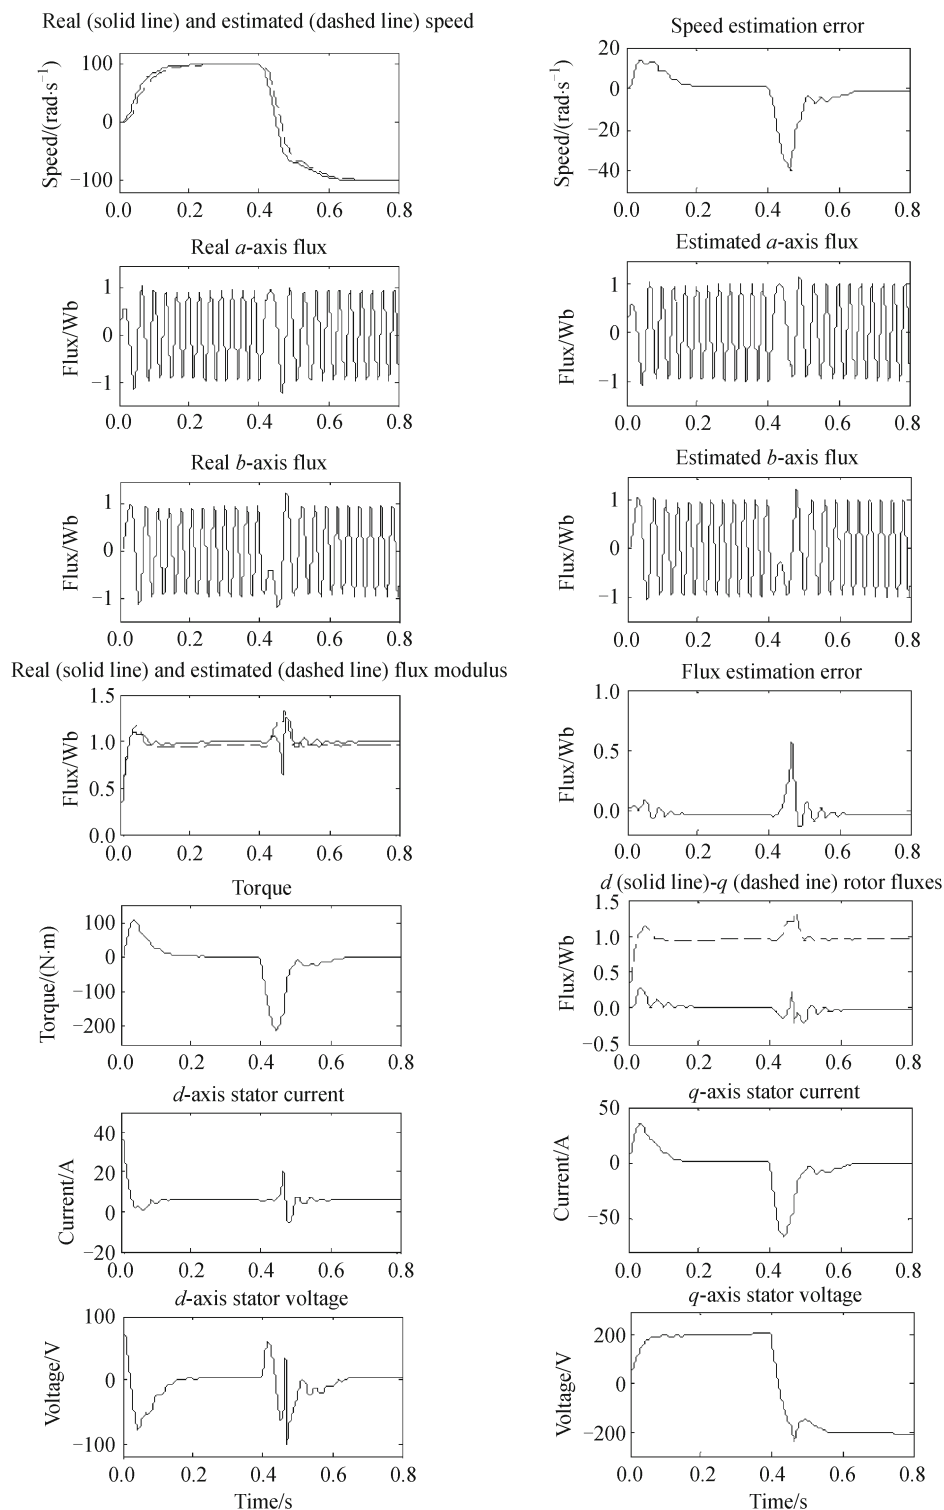 Real (solid line) and estimated (dashed line) speed
Speed/(rad·s⁻¹)
100
0
−100
0.0 0.2 0.4 0.6 0.8
Speed estimation error
Speed/(rad·s⁻¹)
20
0
−20
−40
0.0 0.2 0.4 0.6 0.8
Real a-axis flux
Flux/Wb
1
0
−1
0.0 0.2 0.4 0.6 0.8
Estimated a-axis flux
Flux/Wb
1
0
−1
0.0 0.2 0.4 0.6 0.8
Real b-axis flux
Flux/Wb
1
0
−1
0.0 0.2 0.4 0.6 0.8
Estimated b-axis flux
Flux/Wb
1
0
−1
0.0 0.2 0.4 0.6 0.8
Real (solid line) and estimated (dashed line) flux modulus
Flux/Wb
1.5
1.0
0.5
0.0
0.0 0.2 0.4 0.6 0.8
Flux estimation error
Flux/Wb
1.0
0.5
0.0
0.0 0.2 0.4 0.6 0.8
Torque
Torque/(N·m)
100
0
−100
−200
0.0 0.2 0.4 0.6 0.8
d (solid line)-q (dashed ine) rotor fluxes
Flux/Wb
1.5
1.0
0.5
0.0
−0.5
0.0 0.2 0.4 0.6 0.8
d-axis stator current
Current/A
40
20
0
−20
0.0 0.2 0.4 0.6 0.8
q-axis stator current
Current/A
50
0
−50
0.0 0.2 0.4 0.6 0.8
d-axis stator voltage
Voltage/V
100
0
−100
0.0 0.2 0.4 0.6 0.8
Time/s
q-axis stator voltage
Voltage/V
200
0
−200
0.0 0.2 0.4 0.6 0.8
Time/s